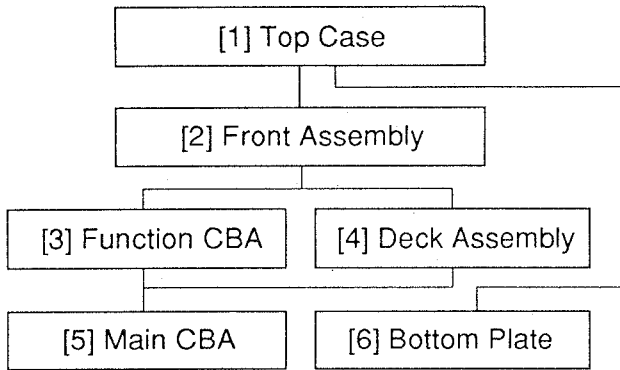 [1] Top Case
[2] Front Assembly
[3] Function CBA
[4] Deck Assembly
[5] Main CBA
[6] Bottom Plate